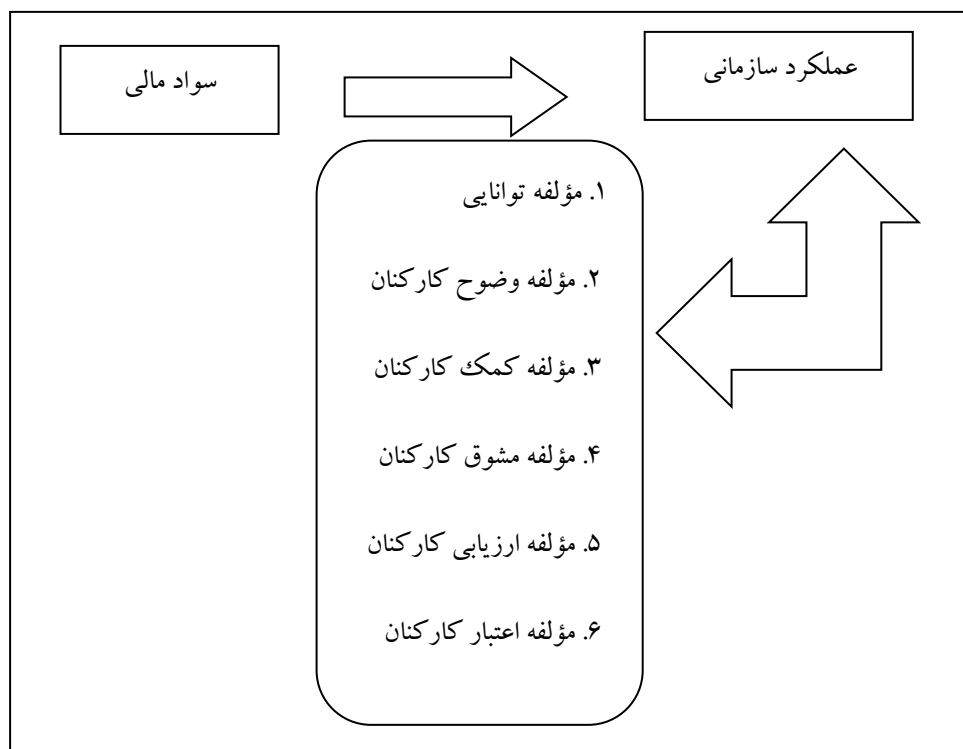 عملکرد سازمانی
سواد مالی
۱. مؤلفه توانایی
۲. مؤلفه وضوح کارکنان
۳. مؤلفه کمک کارکنان
۴. مؤلفه مشوق کارکنان
۵. مؤلفه ارزیابی کارکنان
۶. مؤلفه اعتبار کارکنان